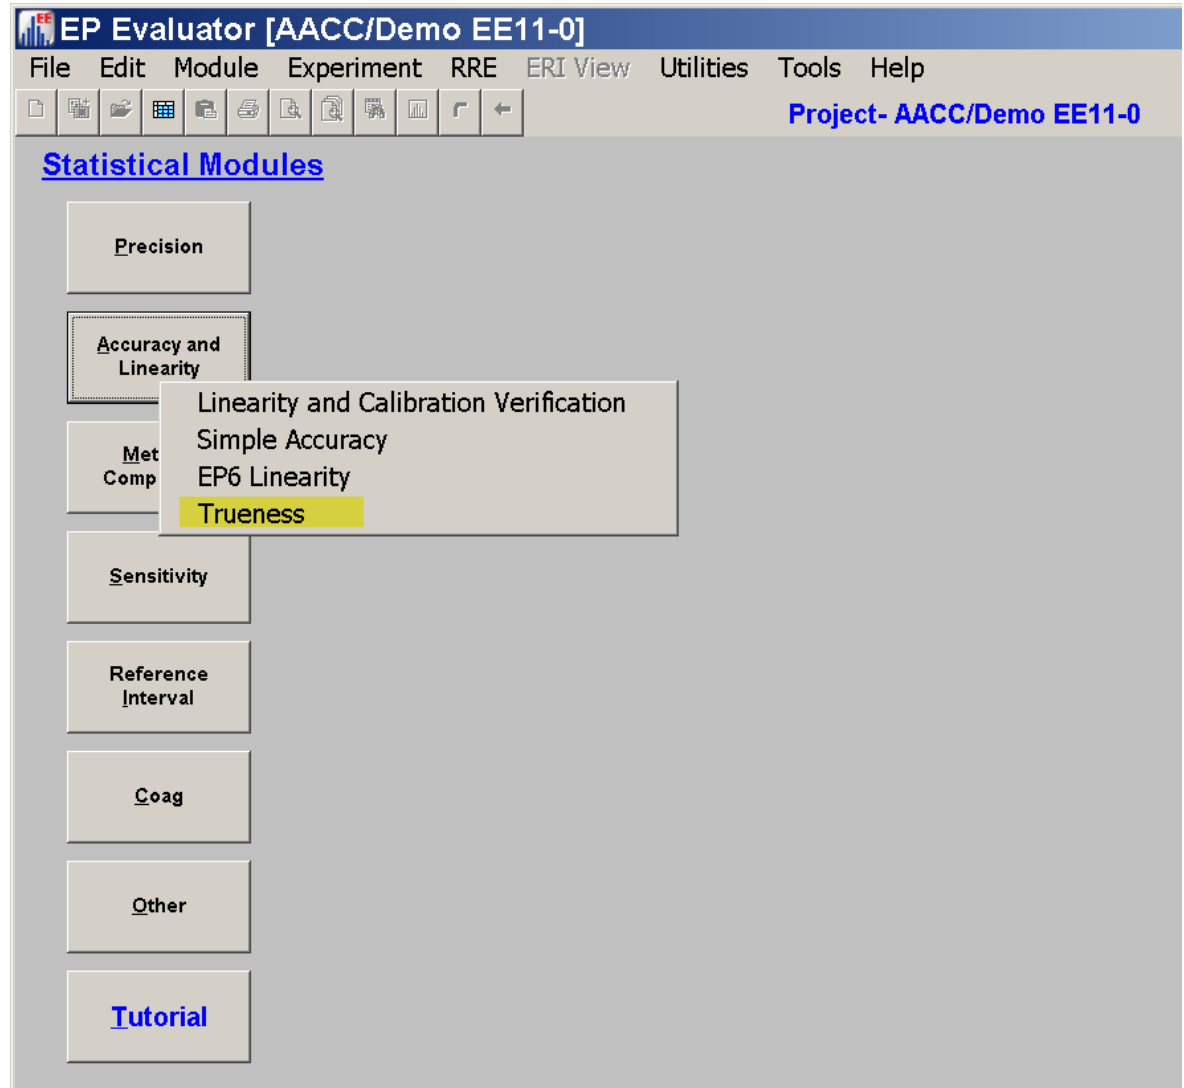 EP Evaluator [AACC/Demo EE11-0]
File Edit Module Experiment RRE ERI View Utilities Tools Help
Project- AACC/Demo EE11-0
Statistical Modules
Precision
Accuracy and
Linearity
Linearity and Calibration Verification
Simple Accuracy
EP6 Linearity
Trueness
Met
Comp
Sensitivity
Reference
Interval
Coag
Other
Tutorial